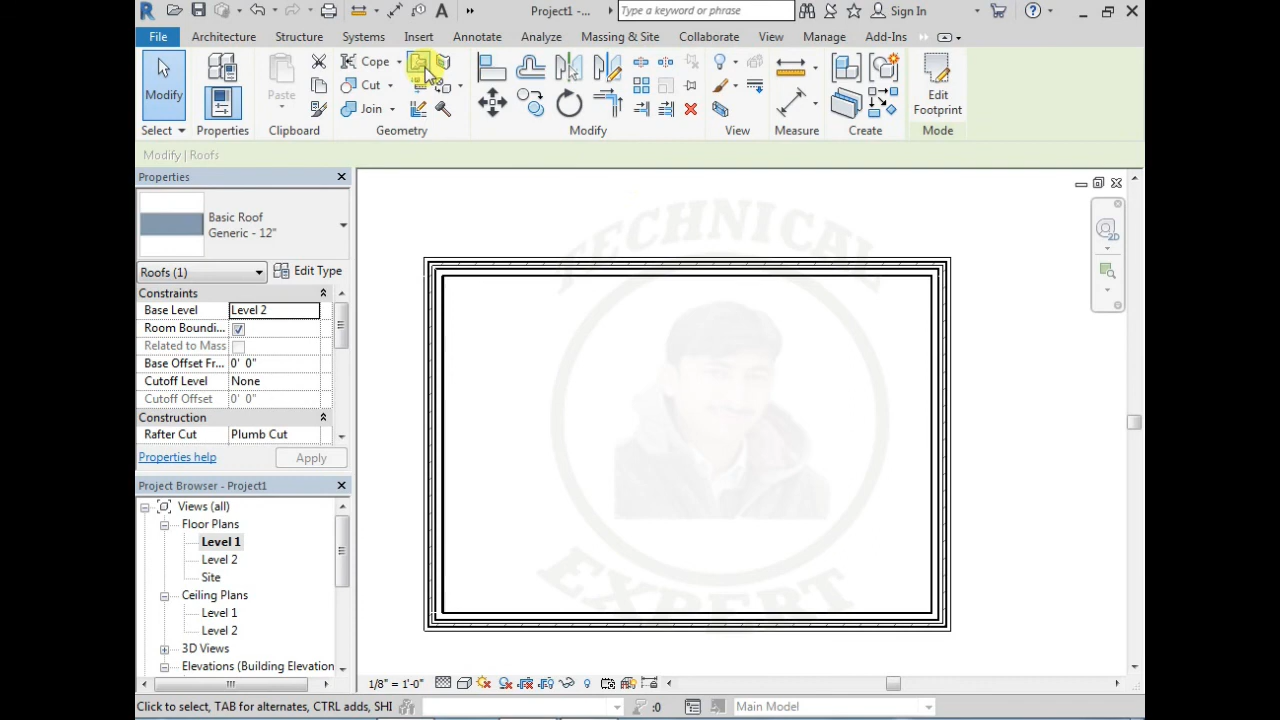 Project1 -...
Type a keyword or phrase
Sign In
File
Architecture
Structure
Systems
Insert
Annotate
Analyze
Massing & Site
Collaborate
View
Manage
Add-Ins
Modify
Paste
Cope
Cut
Join
Edit
Footprint
Select
Properties
Clipboard
Geometry
Modify
View
Measure
Create
Mode
Modify | Roofs
Properties
Basic Roof
Generic - 12"
Roofs (1)
Edit Type
Constraints
Base Level
Level 2
Room Boundi...
Related to Mass
Base Offset Fr...
0' 0"
Cutoff Level
None
Cutoff Offset
0' 0"
Construction
Rafter Cut
Plumb Cut
Properties help
Apply
Project Browser - Project1
Views (all)
Floor Plans
Level 1
Level 2
Site
Ceiling Plans
Level 1
Level 2
3D Views
Elevations (Building Elevation
TECHNICAL
EXPERT
2D
1/8" = 1'-0"
Click to select, TAB for alternates, CTRL adds, SHI
:0
Main Model